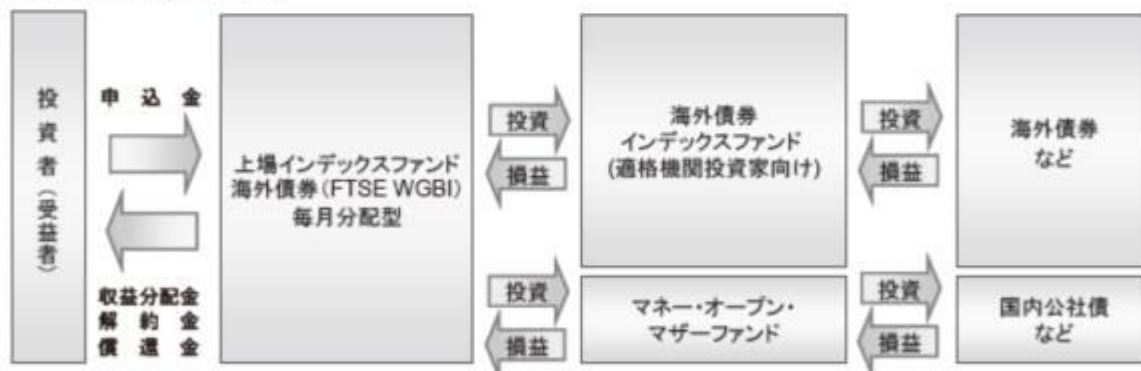 投資者(受益者)
申込金
収益分配金
解約金
償還金
上場インデックスファンド
海外債券(FTSE WGBI)
毎月分配型
投資
損益
投資
損益
海外債券
インデックスファンド
(適格機関投資家向け)
マネー・オープン・
マザーファンド
投資
損益
投資
損益
海外債券
など
国内公社債
など